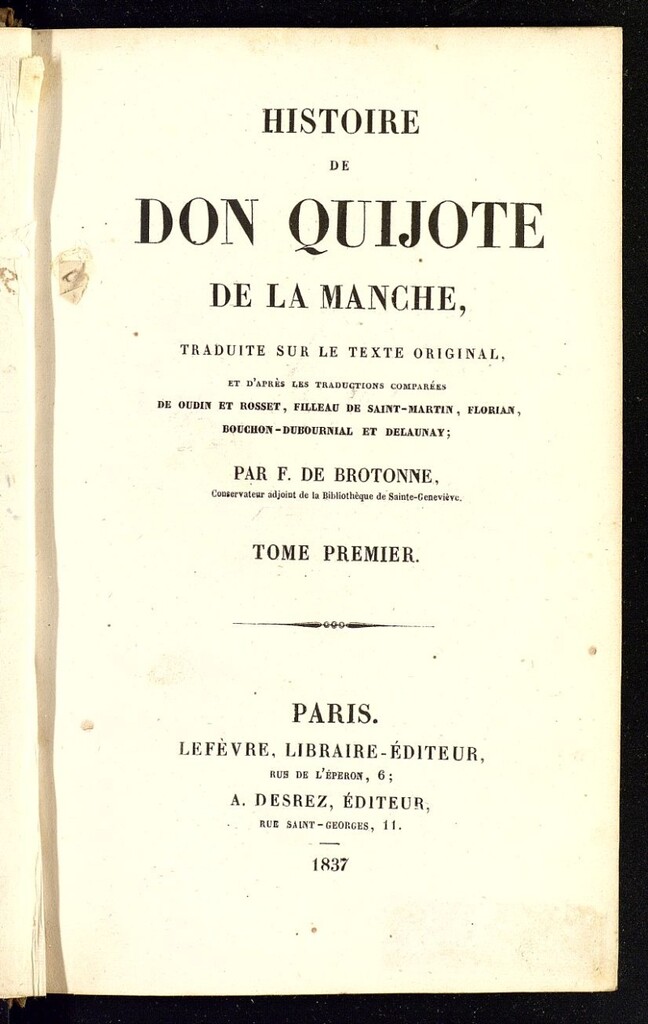 HISTOIRE
DE
DON QUIJOTE
DE LA MANCHE,
TRADUITE SUR LE TEXTE ORIGINAL,
ET D'APRÈS LES TRADUCTIONS COMPARÉES
DE OUDIN ET ROSSET, FILLEAU DE SAINT-MARTIN, FLORIAN,
BOUCHON-DUBOURNIAL ET DELAUNAY;
PAR F. DE BROTONNE,
Conservateur adjoint de la Bibliothèque de Sainte-Geneviève.
TOME PREMIER.
PARIS.
LEFÈVRE, LIBRAIRE-ÉDITEUR,
RUE DE L'ÉPERON, 6;
A. DESREZ, ÉDITEUR,
RUE SAINT-GEORGES, 11.
1837